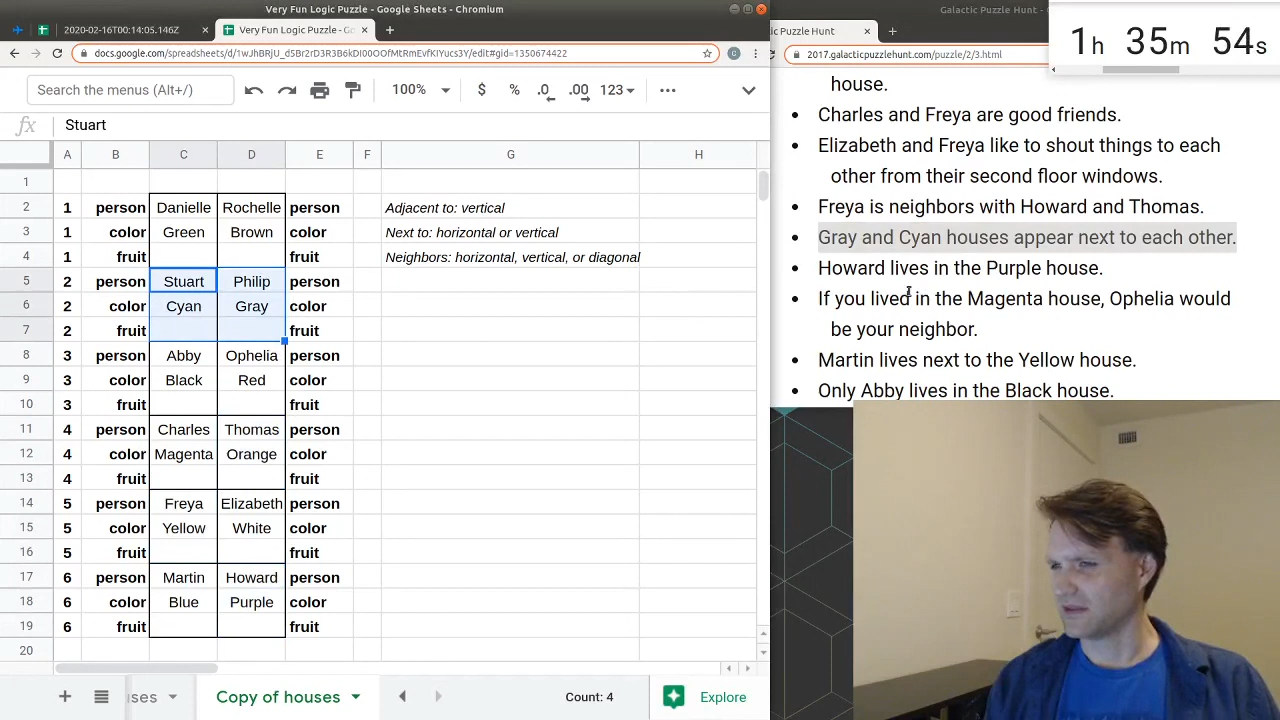 Very Fun Logic Puzzle - Google Sheets - Chromium
Galactic Puzzle Hunt -
2020-02-16T00:14:05.146Z
Very Fun Logic Puzzle - Goo
Puzzle Hunt
docs.google.com/spreadsheets/d/1wJhBRjU_d5Br2rD3R3B6kDI00OOfMtRmEvfKIYucs3Y/edit#gid=1350674422
2017.galacticpuzzlehunt.com/puzzle/2/3.html
1h 35m 54s
Search the menus (Alt+/)
100%
$ % .0 .00 123
fx Stuart
A B C D E F G H
1
2 1 person Danielle Rochelle person Adjacent to: vertical
3 1 color Green Brown color Next to: horizontal or vertical
4 1 fruit fruit Neighbors: horizontal, vertical, or diagonal
5 2 person Stuart Philip person
6 2 color Cyan Gray color
7 2 fruit fruit
8 3 person Abby Ophelia person
9 3 color Black Red color
10 3 fruit fruit
11 4 person Charles Thomas person
12 4 color Magenta Orange color
13 4 fruit fruit
14 5 person Freya Elizabeth person
15 5 color Yellow White color
16 5 fruit fruit
17 6 person Martin Howard person
18 6 color Blue Purple color
19 6 fruit fruit
20
Copy of houses
Count: 4
Explore
house.
• Charles and Freya are good friends.
• Elizabeth and Freya like to shout things to each
other from their second floor windows.
• Freya is neighbors with Howard and Thomas.
• Gray and Cyan houses appear next to each other.
• Howard lives in the Purple house.
• If you lived in the Magenta house, Ophelia would
be your neighbor.
• Martin lives next to the Yellow house.
• Only Abby lives in the Black house.